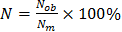 N = N_ob / N_m × 100%